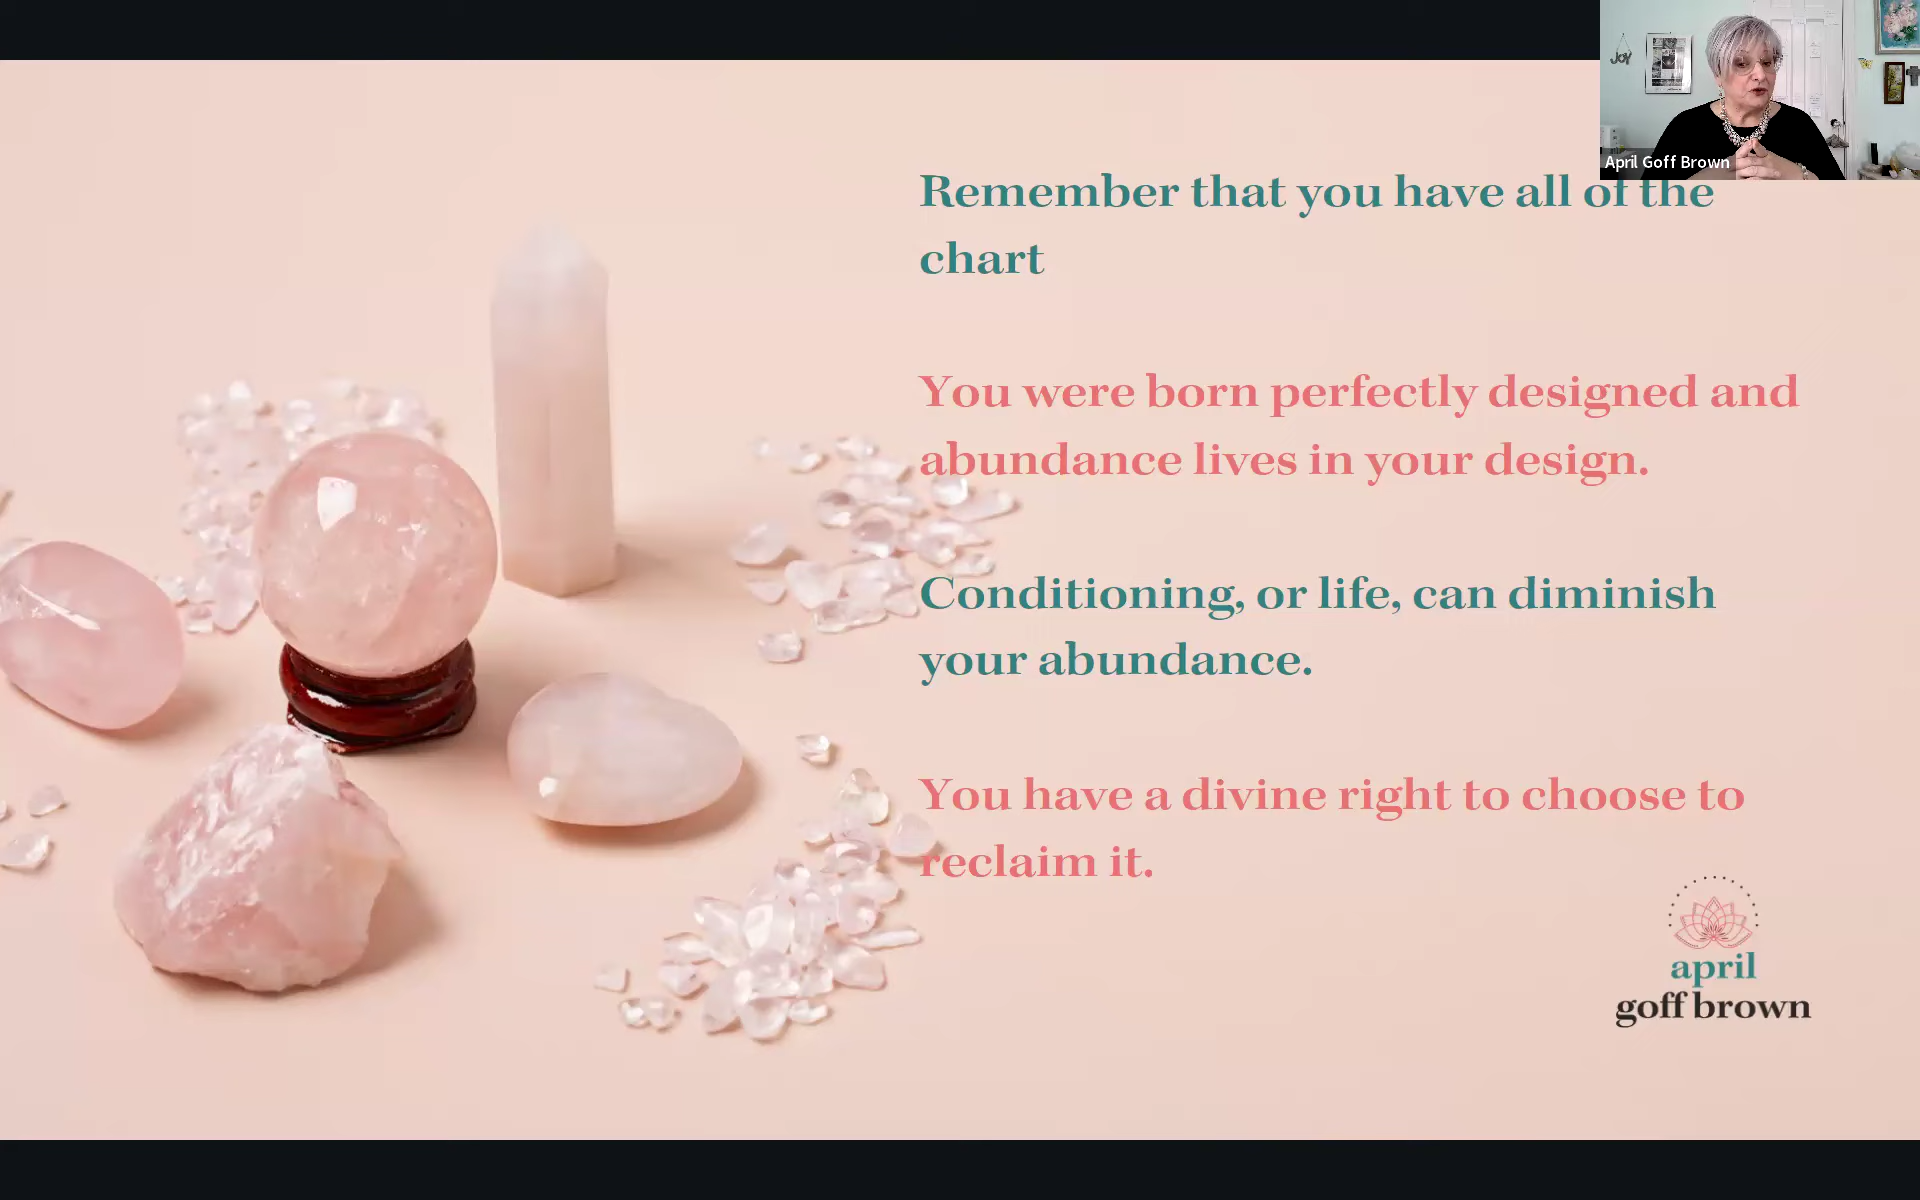 JOY
April Goff Brown
Remember that you have all of the
chart
You were born perfectly designed and
abundance lives in your design.
Conditioning, or life, can diminish
your abundance.
You have a divine right to choose to
reclaim it.
april
goff brown